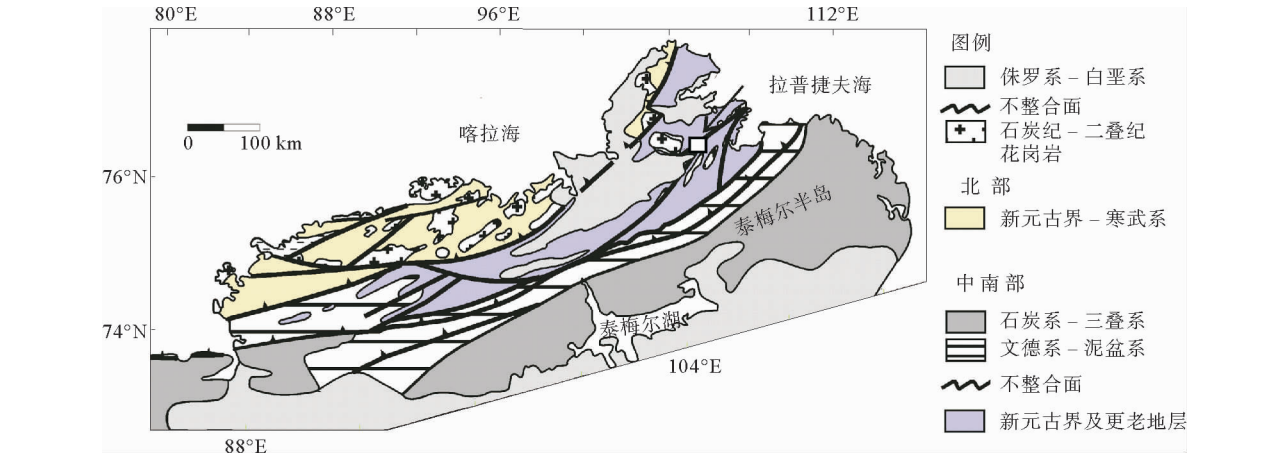 80°E 88°E 96°E 112°E
图例
侏罗系 – 白垩系
拉普捷夫海
不整合面
喀拉海
石炭纪 – 二叠纪
花岗岩
0 100 km
76°N
北 部
泰梅尔半岛
新元古界 – 寒武系
中 南 部
石炭系 – 三叠系
泰梅尔湖
74°N
文德系 – 泥盆系
104°E
不整合面
新元古界及更老地层
88°E